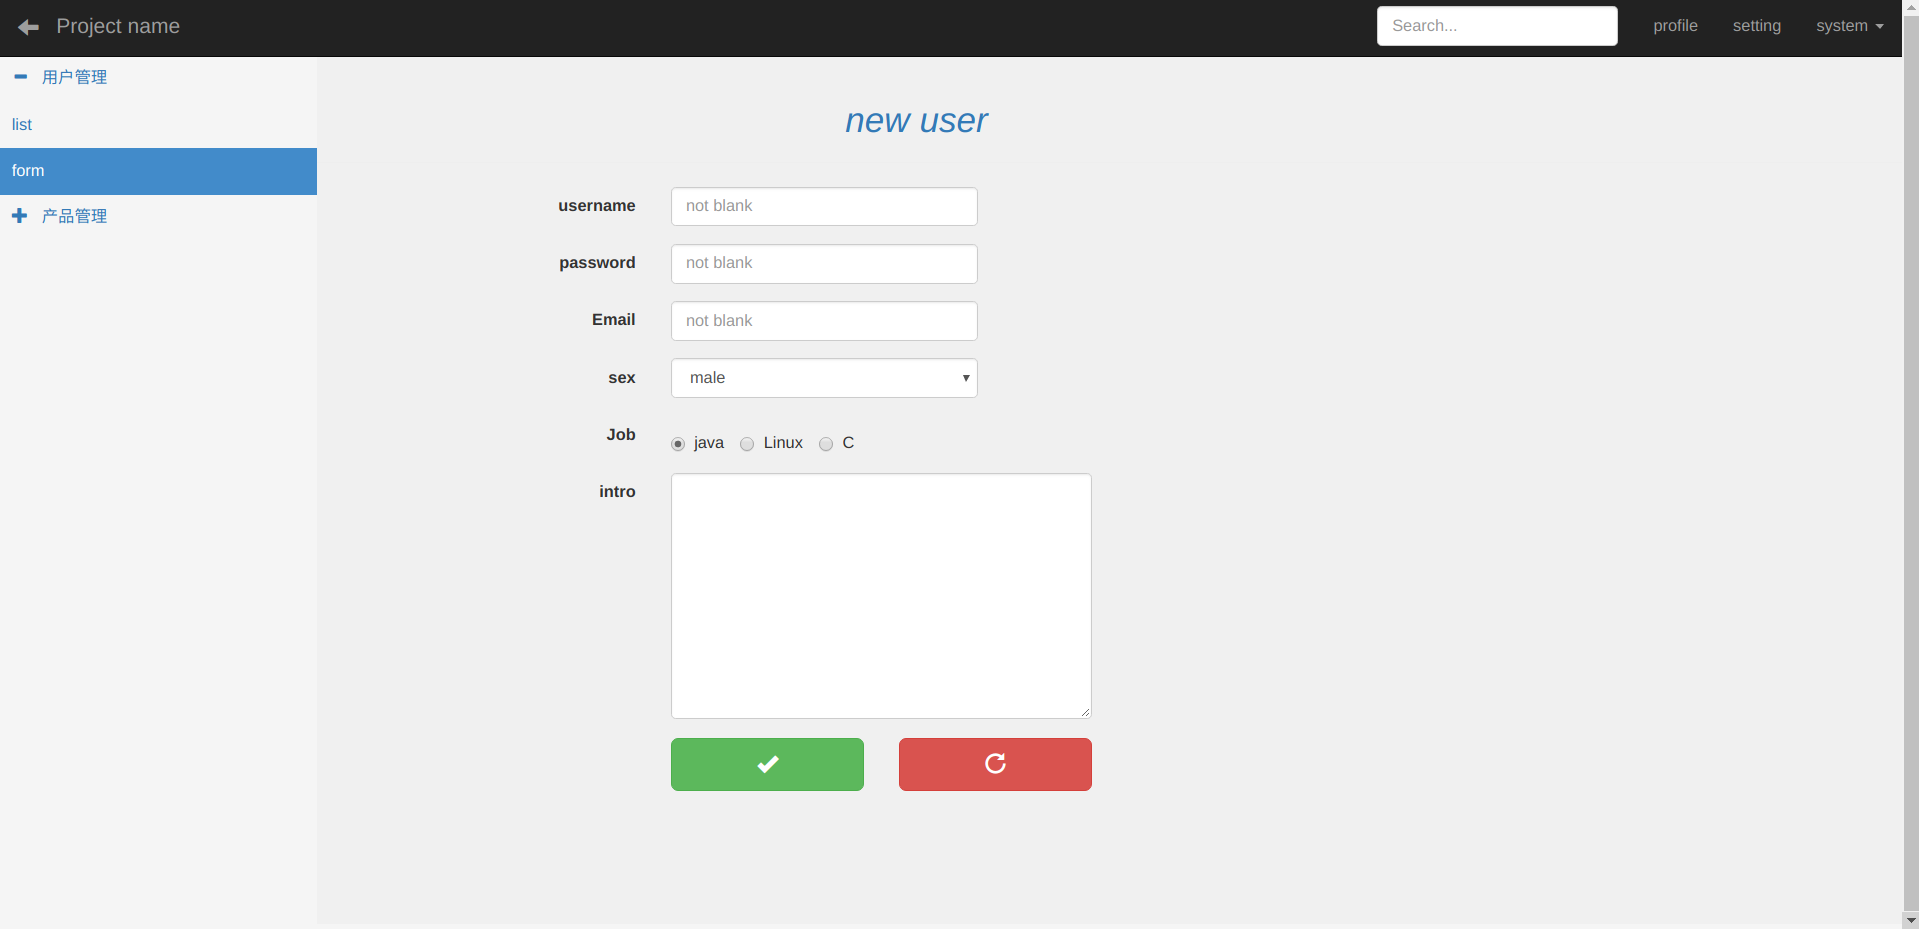 Project name
Search...
profile
setting
system
用户管理
list
form
产品管理
new user
username
not blank
password
not blank
Email
not blank
sex
male
Job
java
Linux
C
intro